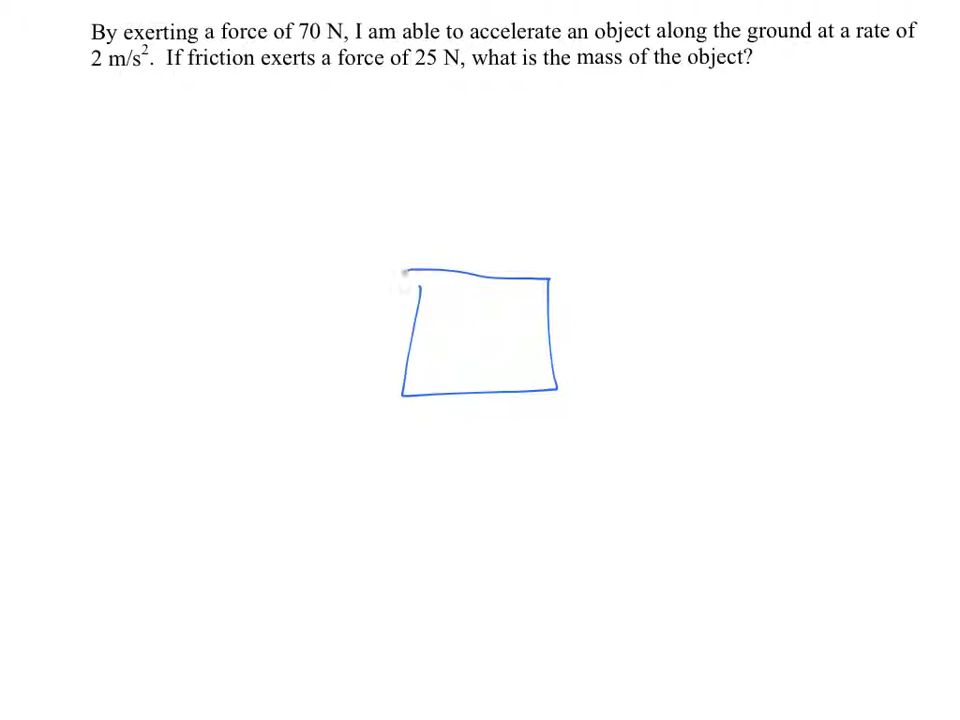 By exerting a force of 70 N, I am able to accelerate an object along the ground at a rate of
2 m/s². If friction exerts a force of 25 N, what is the mass of the object?